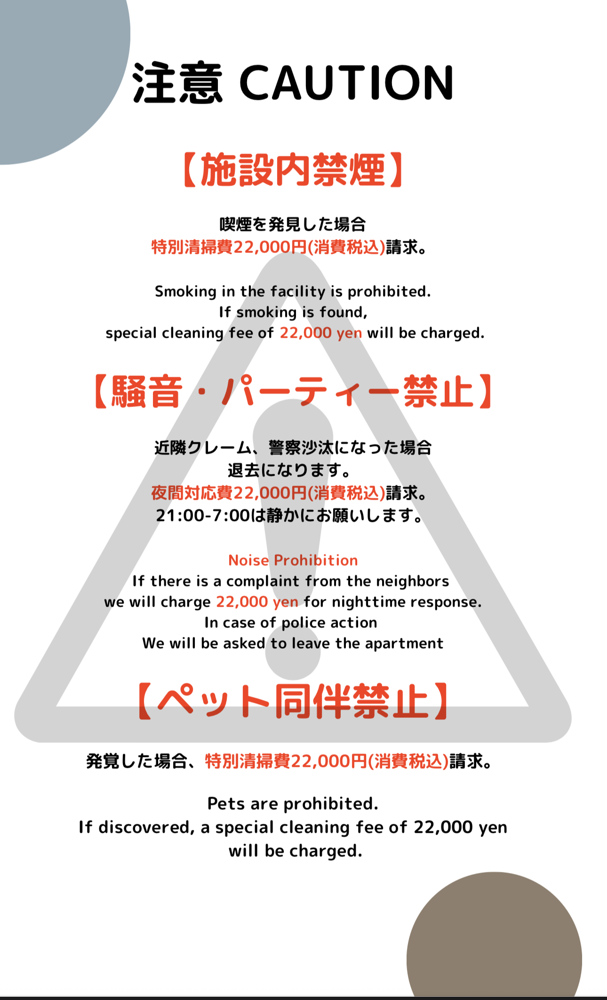 注意 CAUTION
【施設内禁煙】
喫煙を発見した場合
特別清掃費22,000円(消費税込)請求。
Smoking in the facility is prohibited.
If smoking is found,
special cleaning fee of 22,000 yen will be charged.
【騒音・パーティー禁止】
近隣クレーム、警察沙汰になった場合
退去になります。
夜間対応費22,000円(消費税込)請求。
21:00-7:00は静かにお願いします。
Noise Prohibition
If there is a complaint from the neighbors
we will charge 22,000 yen for nighttime response.
In case of police action
We will be asked to leave the apartment
【ペット同伴禁止】
発覚した場合、特別清掃費22,000円(消費税込)請求。
Pets are prohibited.
If discovered, a special cleaning fee of 22,000 yen
will be charged.